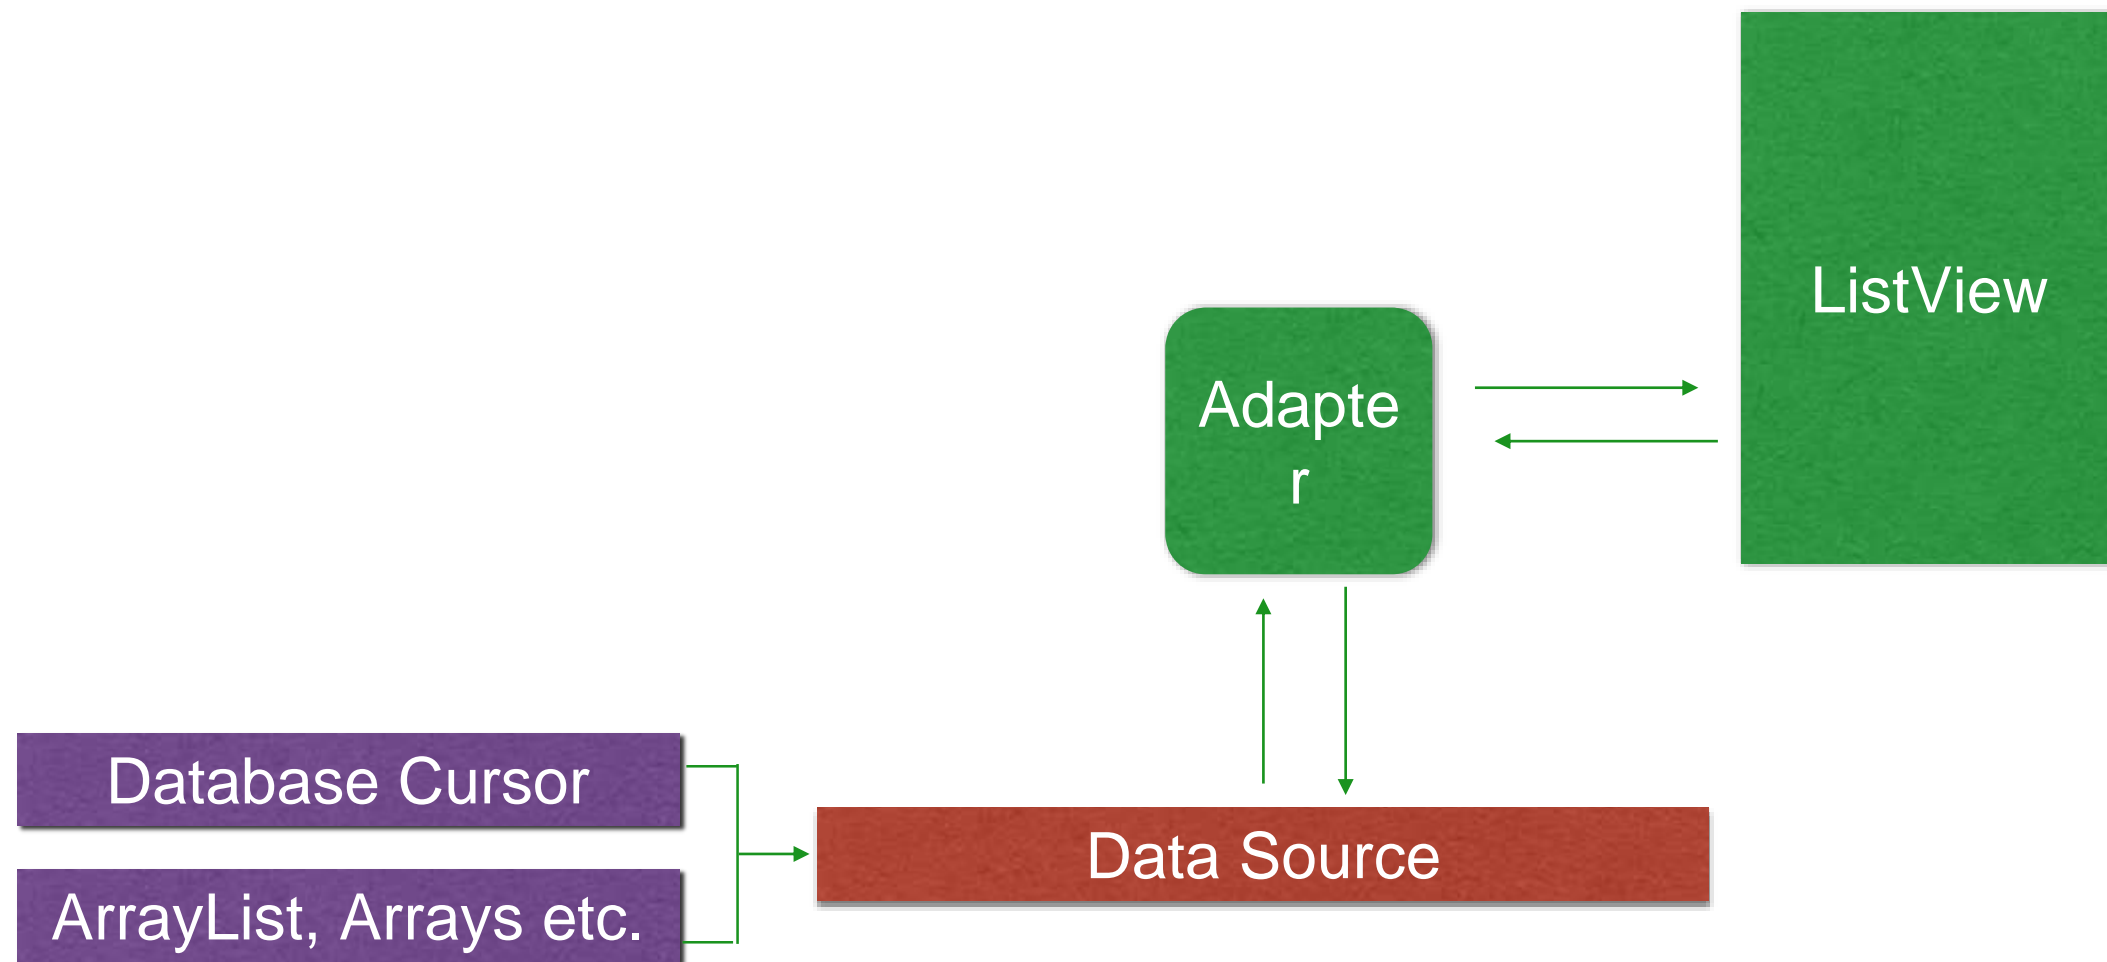 ListView
Adapte
r
Database Cursor
Data Source
ArrayList, Arrays etc.